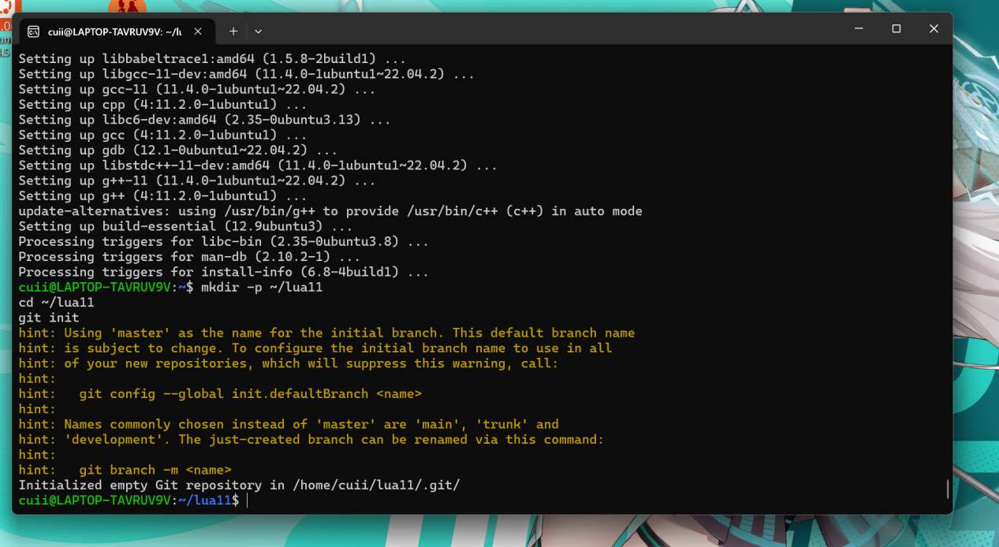 cuii@LAPTOP-TAVRUV9V: ~/lu
Setting up libbabeltrace1:amd64 (1.5.8-2build1) ...
Setting up libgcc-11-dev:amd64 (11.4.0-1ubuntu1~22.04.2) ...
Setting up gcc-11 (11.4.0-1ubuntu1~22.04.2) ...
Setting up cpp (4:11.2.0-1ubuntu1) ...
Setting up libc6-dev:amd64 (2.35-0ubuntu3.13) ...
Setting up gcc (4:11.2.0-1ubuntu1) ...
Setting up gdb (12.1-0ubuntu1~22.04.2) ...
Setting up libstdc++-11-dev:amd64 (11.4.0-1ubuntu1~22.04.2) ...
Setting up g++-11 (11.4.0-1ubuntu1~22.04.2) ...
Setting up g++ (4:11.2.0-1ubuntu1) ...
update-alternatives: using /usr/bin/g++ to provide /usr/bin/c++ (c++) in auto mode
Setting up build-essential (12.9ubuntu3) ...
Processing triggers for libc-bin (2.35-0ubuntu3.8) ...
Processing triggers for man-db (2.10.2-1) ...
Processing triggers for install-info (6.8-4build1) ...
cuii@LAPTOP-TAVRUV9V:~$ mkdir -p ~/lua11
cd ~/lua11
git init
hint: Using 'master' as the name for the initial branch. This default branch name
hint: is subject to change. To configure the initial branch name to use in all
hint: of your new repositories, which will suppress this warning, call:
hint:
hint:   git config --global init.defaultBranch <name>
hint:
hint: Names commonly chosen instead of 'master' are 'main', 'trunk' and
hint: 'development'. The just-created branch can be renamed via this command:
hint:
hint:   git branch -m <name>
Initialized empty Git repository in /home/cuii/lua11/.git/
cuii@LAPTOP-TAVRUV9V:~/lua11$